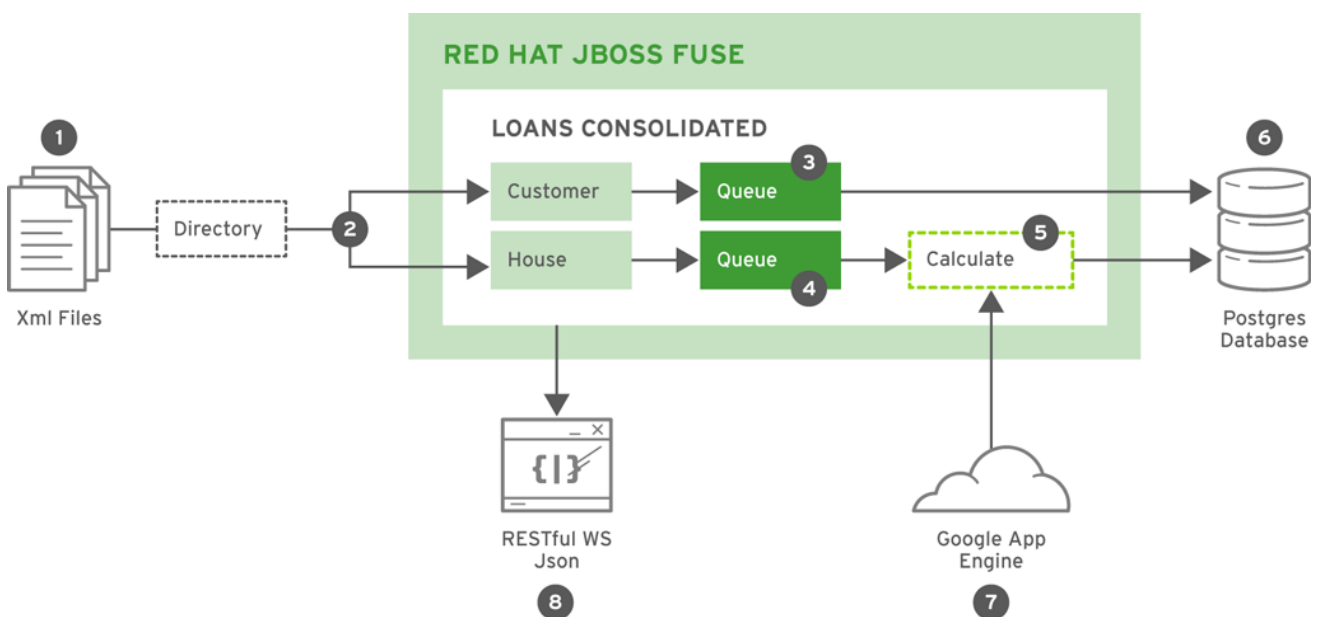 RED HAT JBOSS FUSE
LOANS CONSOLIDATED
1
6
3
Customer
Queue
Directory
2
5
House
Queue
Calculate
4
Xml Files
Postgres
Database
{|}
RESTful WS
Json
Google App
Engine
8
7